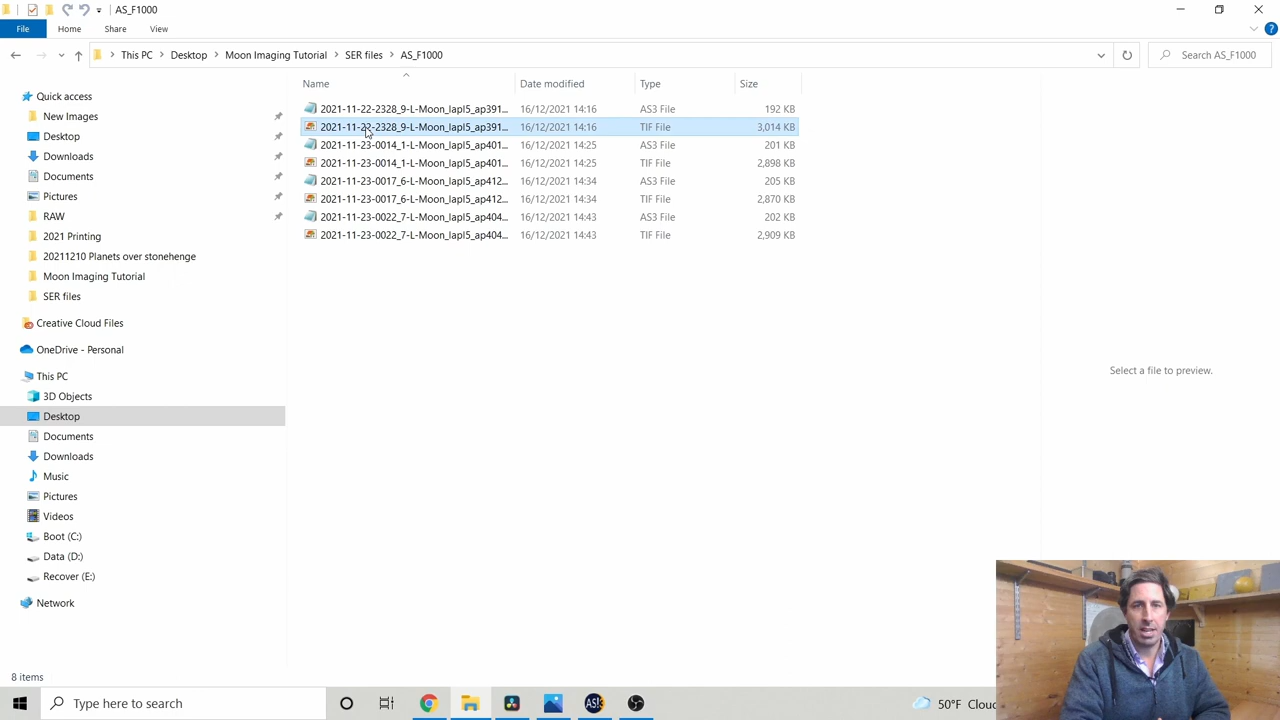 AS_F1000
File Home Share View
This PC Desktop Moon Imaging Tutorial SER files AS_F1000 Search AS_F1000
Name Date modified Type Size
2021-11-22-2328_9-L-Moon_lapl5_ap391... 16/12/2021 14:16 AS3 File 192 KB
2021-11-22-2328_9-L-Moon_lapl5_ap391... 16/12/2021 14:16 TIF File 3,014 KB
2021-11-23-0014_1-L-Moon_lapl5_ap401... 16/12/2021 14:25 AS3 File 201 KB
2021-11-23-0014_1-L-Moon_lapl5_ap401... 16/12/2021 14:25 TIF File 2,898 KB
2021-11-23-0017_6-L-Moon_lapl5_ap412... 16/12/2021 14:34 AS3 File 205 KB
2021-11-23-0017_6-L-Moon_lapl5_ap412... 16/12/2021 14:34 TIF File 2,870 KB
2021-11-23-0022_7-L-Moon_lapl5_ap404... 16/12/2021 14:43 AS3 File 202 KB
2021-11-23-0022_7-L-Moon_lapl5_ap404... 16/12/2021 14:43 TIF File 2,909 KB
Quick access
New Images
Desktop
Downloads
Documents
Pictures
RAW
2021 Printing
20211210 Planets over stonehenge
Moon Imaging Tutorial
SER files
Creative Cloud Files
OneDrive - Personal
This PC
3D Objects
Desktop
Documents
Downloads
Music
Pictures
Videos
Boot (C:)
Data (D:)
Recover (E:)
Network
Select a file to preview.
8 items
Type here to search
AS!3
50°F Cloud